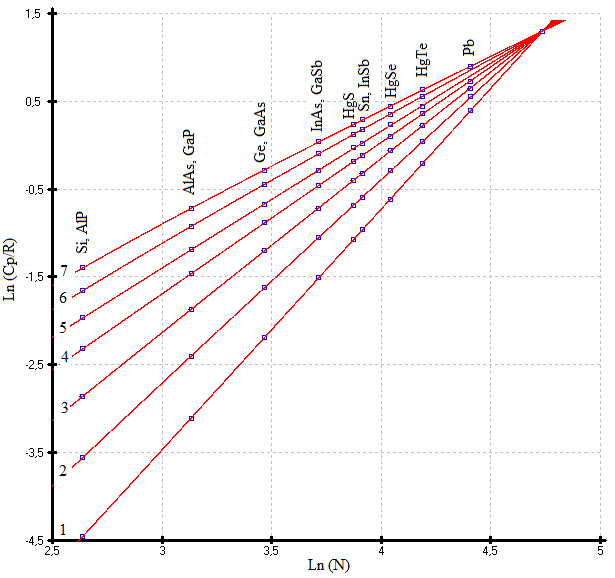 1,5
0,5
-0,5
-1,5
-2,5
-3,5
-4,5
Ln (Cp/R)
Si, AlP
AlAs, GaP
Ge, GaAs
InAs, GaSb
HgS
Sn, InSb
HgSe
HgTe
Pb
7
6
5
4
3
2
1
2,5
3
3,5
4
4,5
5
Ln (N)